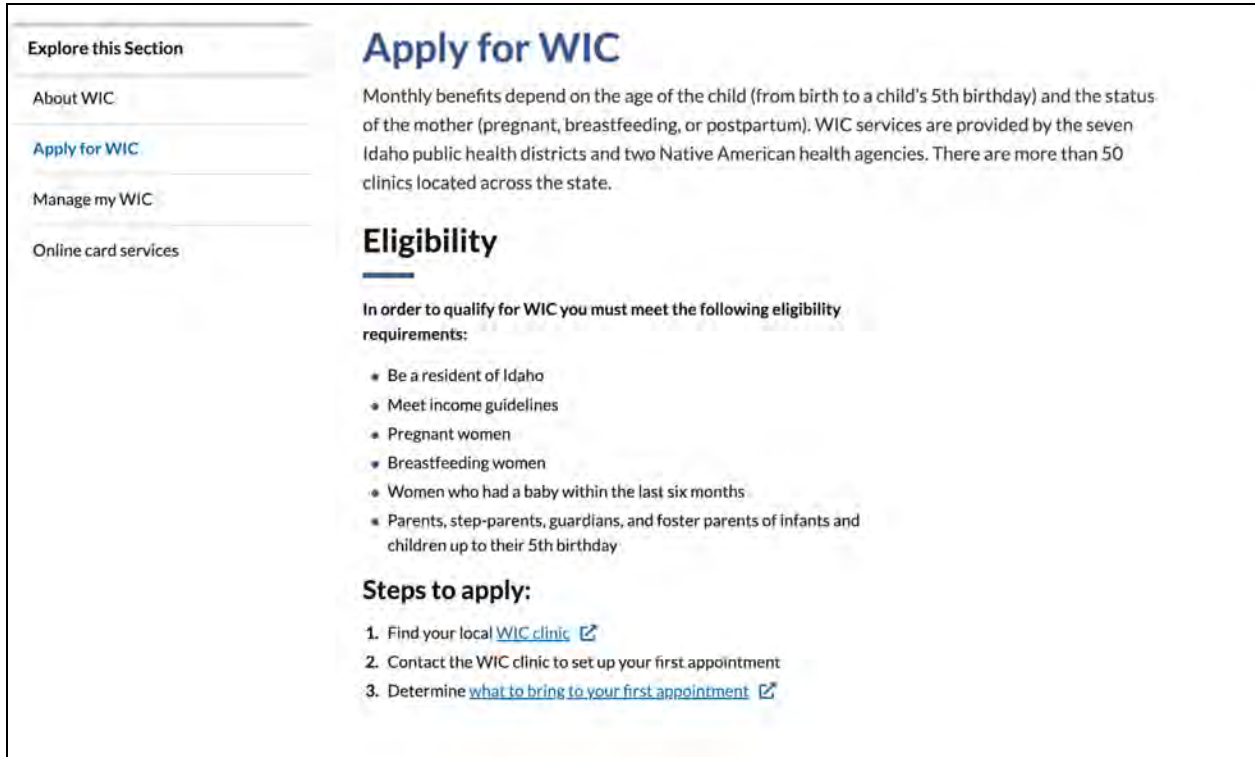 Explore this Section
About WIC
Apply for WIC
Manage my WIC
Online card services
Apply for WIC
Monthly benefits depend on the age of the child (from birth to a child's 5th birthday) and the status
of the mother (pregnant, breastfeeding, or postpartum). WIC services are provided by the seven
Idaho public health districts and two Native American health agencies. There are more than 50
clinics located across the state.
Eligibility
In order to qualify for WIC you must meet the following eligibility
requirements:
• Be a resident of Idaho
• Meet income guidelines
• Pregnant women
• Breastfeeding women
• Women who had a baby within the last six months
• Parents, step-parents, guardians, and foster parents of infants and
children up to their 5th birthday
Steps to apply:
1. Find your local WIC clinic
2. Contact the WIC clinic to set up your first appointment
3. Determine what to bring to your first appointment